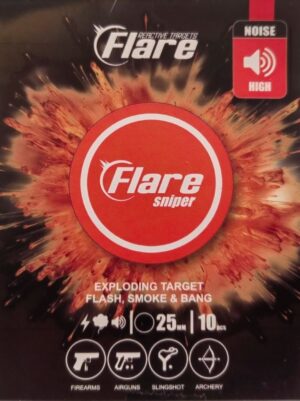 REACTIVE TARGETS
Flare
NOISE
HIGH
Flare
sniper
EXPLODING TARGET
FLASH, SMOKE & BANG
25MM 10PCS
FIREARMS AIRGUNS SLINGSHOT ARCHERY